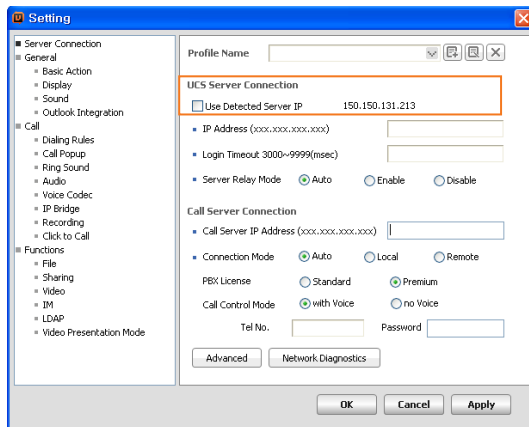 Setting
Server Connection
General
Basic Action
Display
Sound
Outlook Integration
Call
Dialing Rules
Call Popup
Ring Sound
Audio
Voice Codec
IP Bridge
Recording
Click to Call
Functions
File
Sharing
Video
IM
LDAP
Video Presentation Mode
Profile Name
UCS Server Connection
Use Detected Server IP 150.150.131.213
IP Address (xxx.xxx.xxx.xxx)
Login Timeout 3000~9999(msec)
Server Relay Mode Auto Enable Disable
Call Server Connection
Call Server IP Address (xxx.xxx.xxx.xxx)
Connection Mode Auto Local Remote
PBX License Standard Premium
Call Control Mode with Voice no Voice
Tel No. Password
Advanced Network Diagnostics
OK Cancel Apply